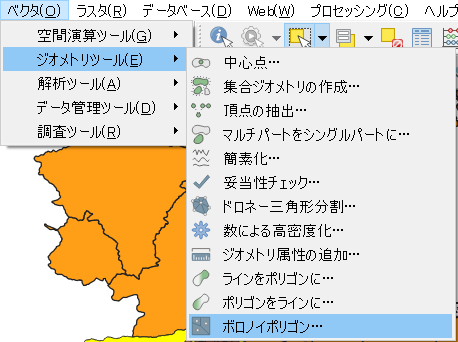 ベクタ(O) ラスタ(R) データベース(D) Web(W) プロセッシング(C) ヘルプ
空間演算ツール(G)
ジオメトリツール(E)
解析ツール(A)
データ管理ツール(D)
調査ツール(R)
中心点…
集合ジオメトリの作成…
頂点の抽出…
マルチパートをシングルパートに…
簡素化…
妥当性チェック…
ドロネー三角形分割…
数による高密度化…
ジオメトリ属性の追加…
ラインをポリゴンに…
ポリゴンをラインに…
ボロノイポリゴン…